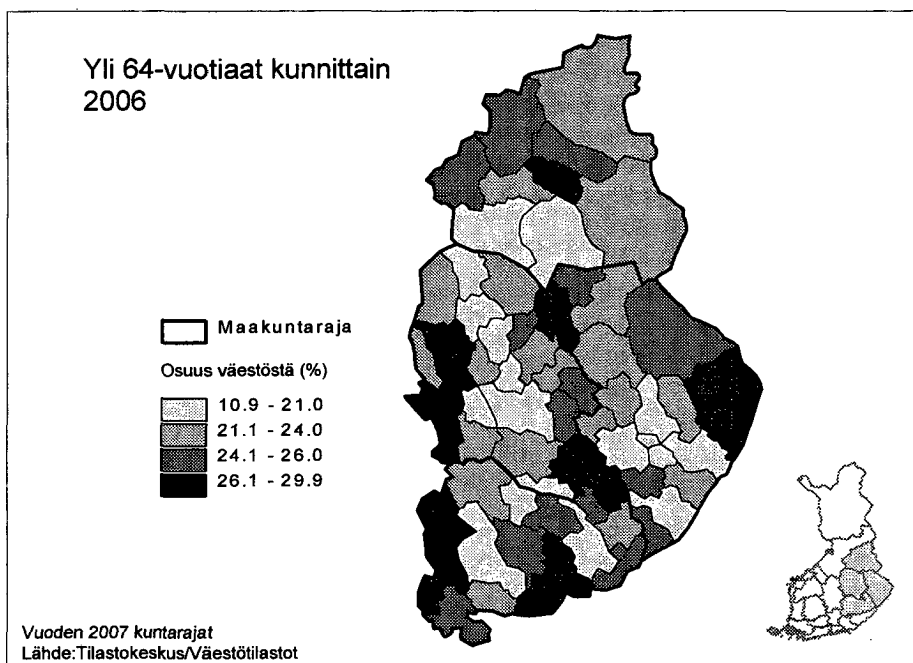 Yli 64-vuotiaat kunnittain
2006
Maakuntaraja
Osuus väestöstä (%)
10.9 - 21.0
21.1 - 24.0
24.1 - 26.0
26.1 - 29.9
Vuoden 2007 kuntarajat
Lähde:Tilastokeskus/Väestötilastot